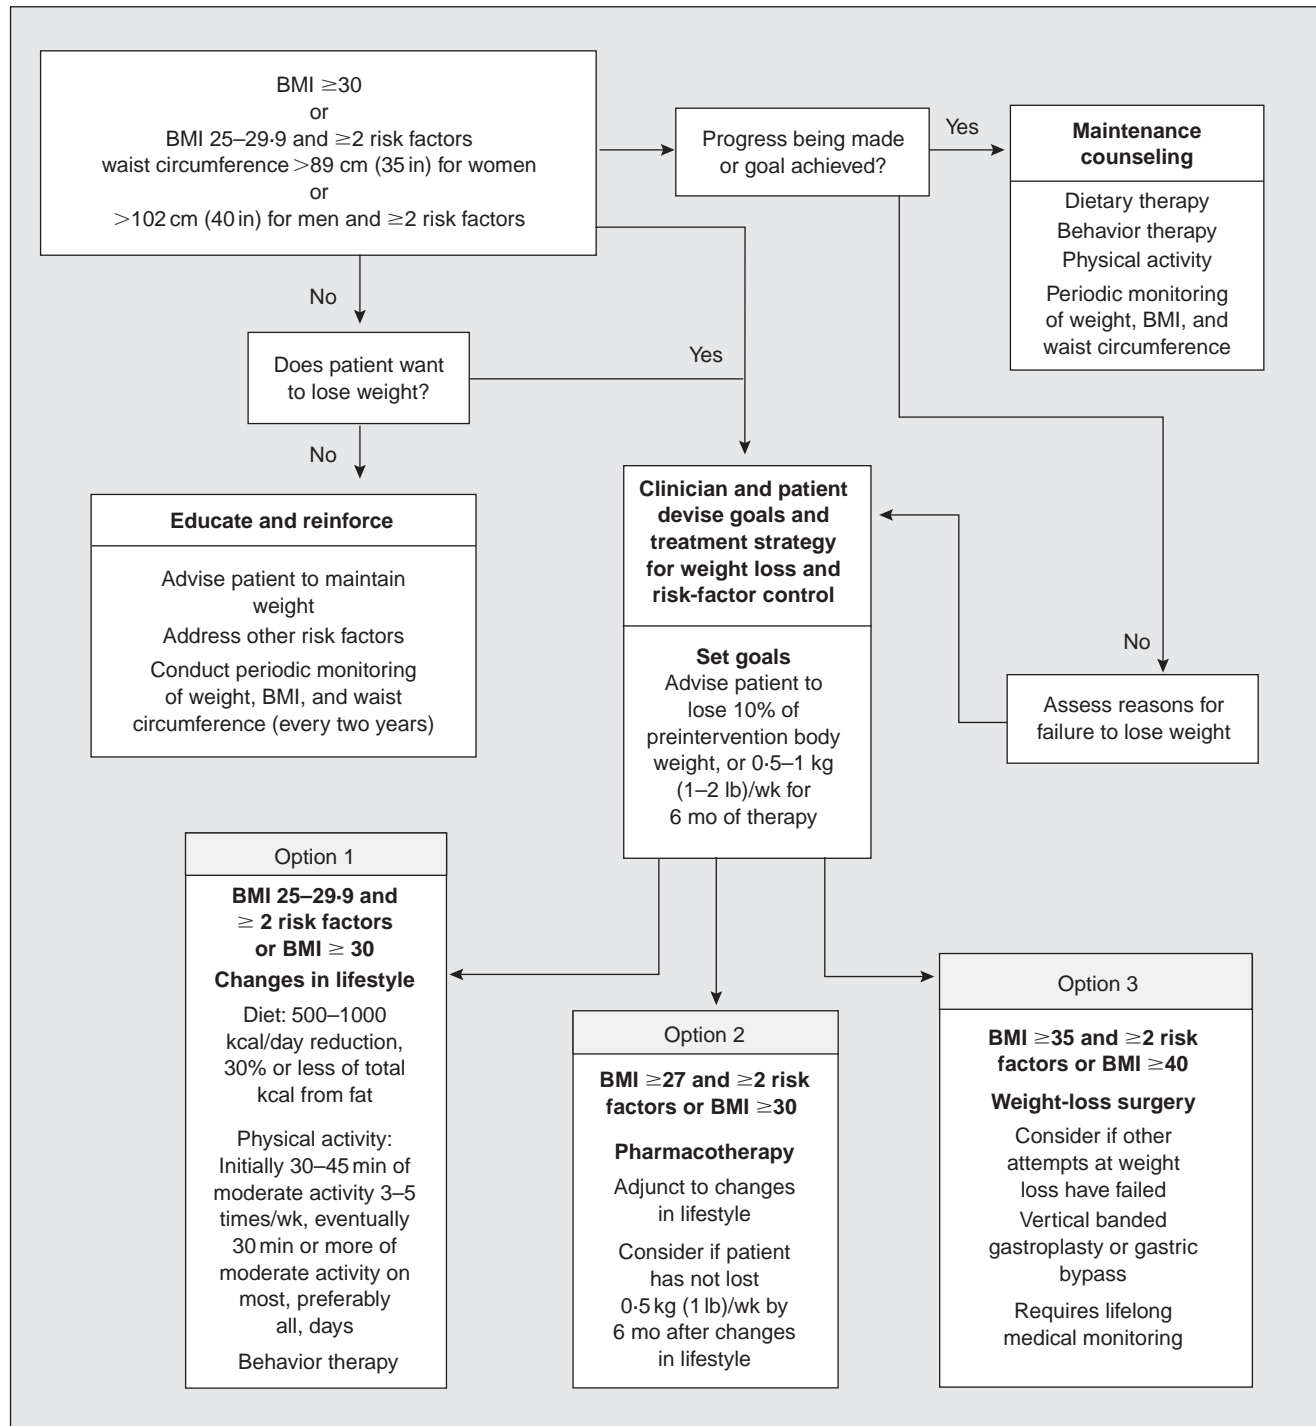 BMI ≥30
or
BMI 25–29·9 and ≥2 risk factors
waist circumference >89 cm (35 in) for women
or
>102 cm (40 in) for men and ≥2 risk factors
Progress being made
or goal achieved?
Yes
Maintenance
counseling
Dietary therapy
Behavior therapy
Physical activity
Periodic monitoring
of weight, BMI, and
waist circumference
No
Does patient want
to lose weight?
Yes
No
Educate and reinforce
Advise patient to maintain
weight
Address other risk factors
Conduct periodic monitoring
of weight, BMI, and waist
circumference (every two years)
Clinician and patient
devise goals and
treatment strategy
for weight loss and
risk-factor control
Set goals
Advise patient to
lose 10% of
preintervention body
weight, or 0·5–1 kg
(1–2 lb)/wk for
6 mo of therapy
No
Assess reasons for
failure to lose weight
Option 1
BMI 25–29·9 and
≥ 2 risk factors
or BMI ≥ 30
Changes in lifestyle
Diet: 500–1000
kcal/day reduction,
30% or less of total
kcal from fat
Physical activity:
Initially 30–45 min of
moderate activity 3–5
times/wk, eventually
30 min or more of
moderate activity on
most, preferably
all, days
Behavior therapy
Option 2
BMI ≥27 and ≥2 risk
factors or BMI ≥30
Pharmacotherapy
Adjunct to changes
in lifestyle
Consider if patient
has not lost
0·5 kg (1 lb)/wk by
6 mo after changes
in lifestyle
Option 3
BMI ≥35 and ≥2 risk
factors or BMI ≥40
Weight-loss surgery
Consider if other
attempts at weight
loss have failed
Vertical banded
gastroplasty or gastric
bypass
Requires lifelong
medical monitoring